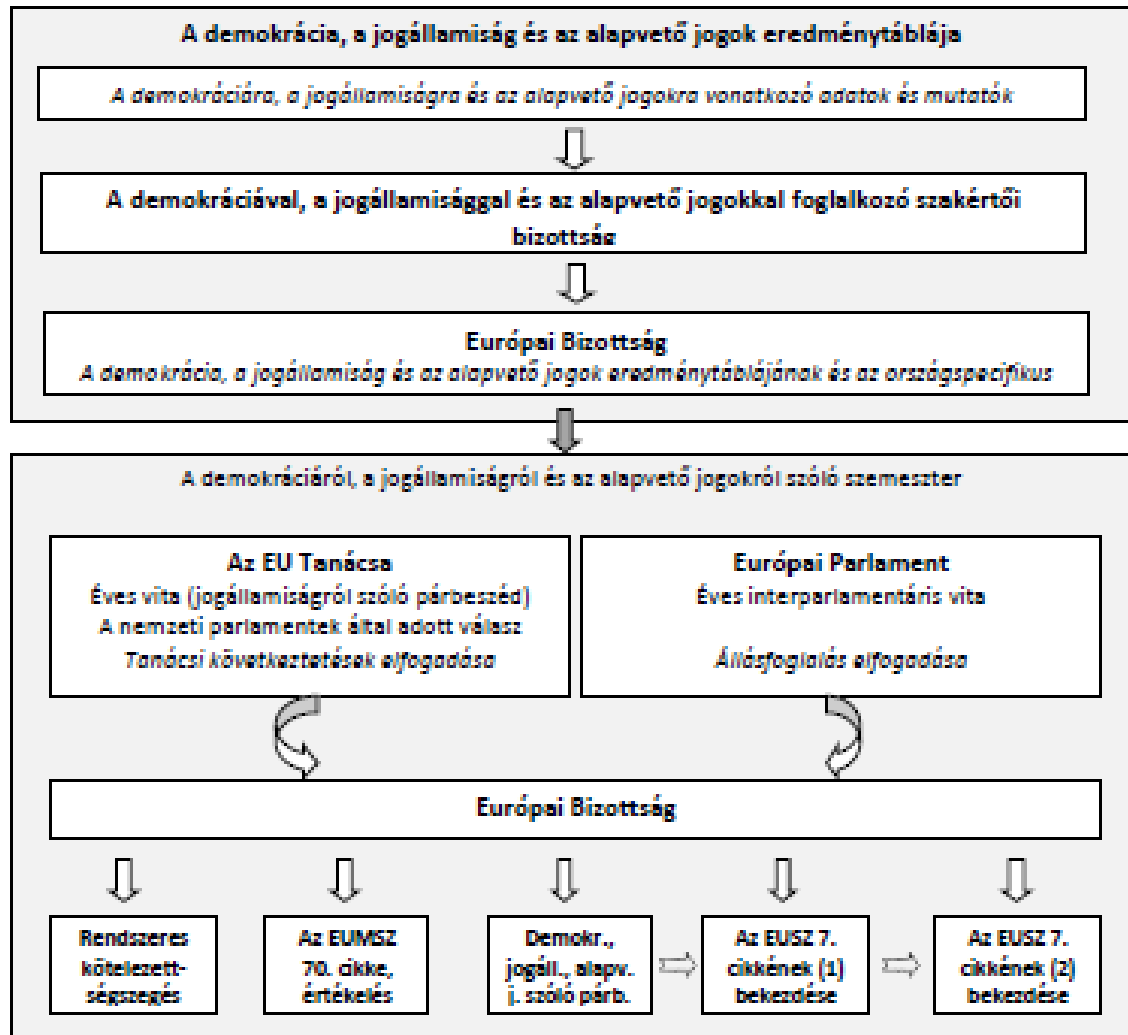 A demokrácia, a jogállamiság és az alapvető jogok eredménytáblája
A demokráciára, a jogállamiságra és az alapvető jogokra vonatkozó adatok és mutatók
A demokráciával, a jogállamisággal és az alapvető jogokkal foglalkozó szakértői
bizottság
Európai Bizottság
A demokrácia, a jogállamiság és az alapvető jogok eredménytáblájának és az országspecifikus
A demokráciáról, a jogállamiságról és az alapvető jogokról szóló szemeszter
Az EU Tanácsa
Éves vita (jogállamiságról szóló párbeszéd)
A nemzeti parlamentek által adott válasz
Tanácsi következtetések elfogadása
Európai Parlament
Éves interparlamentáris vita
Állásfoglalás elfogadása
Európai Bizottság
Rendszeres
kötelezett-
ségszegés
Az EUMSZ
70. cikke,
értékelés
Demokr.,
jogáll., alapv.
j. szóló párb.
Az EUSZ 7.
cikkének (1)
bekezdése
Az EUSZ 7.
cikkének (2)
bekezdése